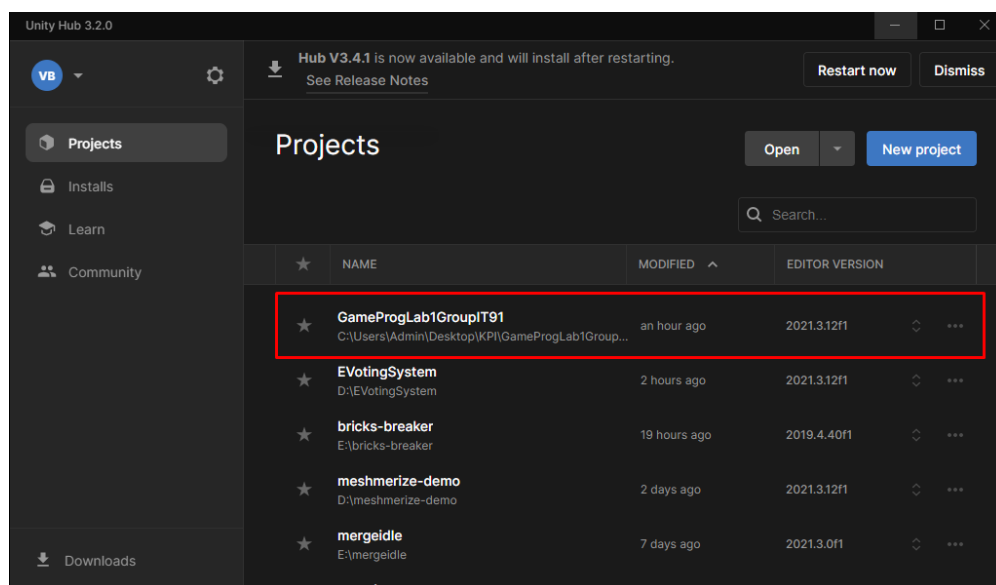 Unity Hub 3.2.0
VB
Hub V3.4.1 is now available and will install after restarting.
See Release Notes
Restart now
Dismiss
Projects
Installs
Learn
Community
Downloads
Projects
Open
New project
Search...
NAME MODIFIED EDITOR VERSION
GameProgLab1GroupIT91
C:\Users\Admin\Desktop\KPI\GameProgLab1Group...
an hour ago
2021.3.12f1
EVotingSystem
D:\EVotingSystem
2 hours ago
2021.3.12f1
bricks-breaker
E:\bricks-breaker
19 hours ago
2019.4.40f1
meshmerize-demo
D:\meshmerize-demo
2 days ago
2021.3.12f1
mergeidle
E:\mergeidle
7 days ago
2021.3.0f1